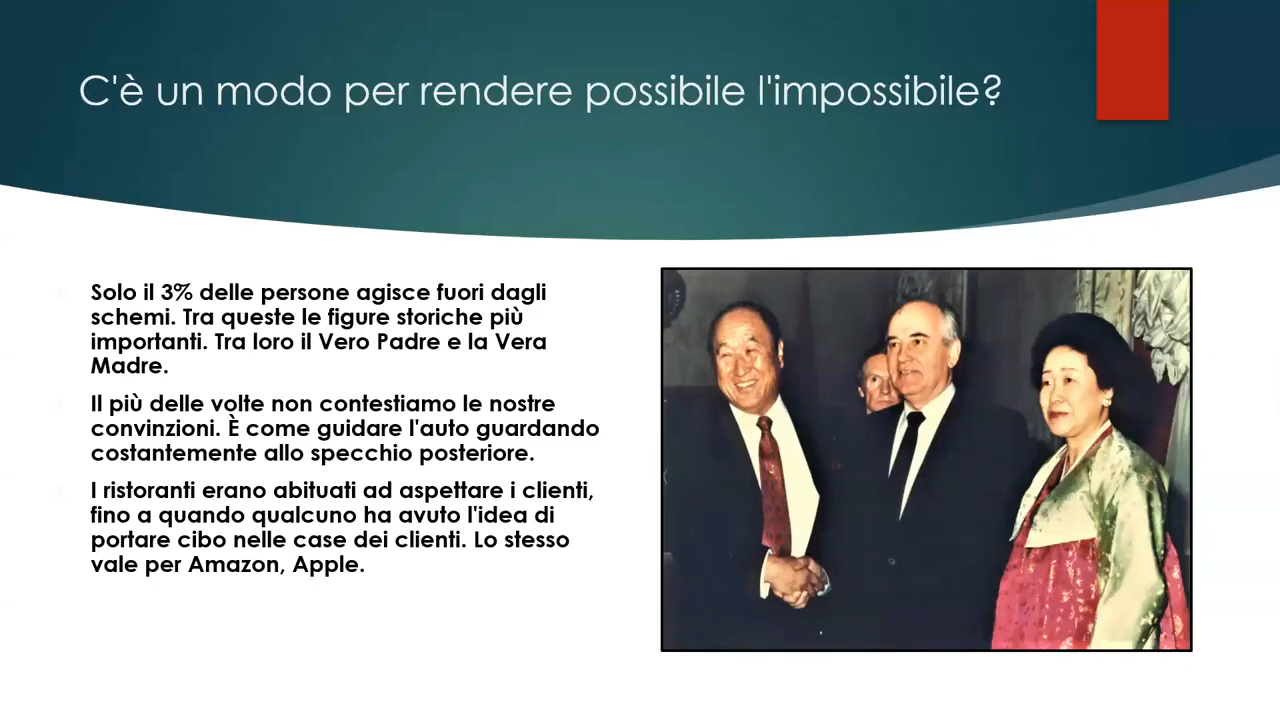 C'è un modo per rendere possibile l'impossibile?
Solo il 3% delle persone agisce fuori dagli
schemi. Tra queste le figure storiche più
importanti. Tra loro il Vero Padre e la Vera
Madre.
Il più delle volte non contestiamo le nostre
convinzioni. È come guidare l'auto guardando
costantemente allo specchio posteriore.
I ristoranti erano abituati ad aspettare i clienti,
fino a quando qualcuno ha avuto l'idea di
portare cibo nelle case dei clienti. Lo stesso
vale per Amazon, Apple.